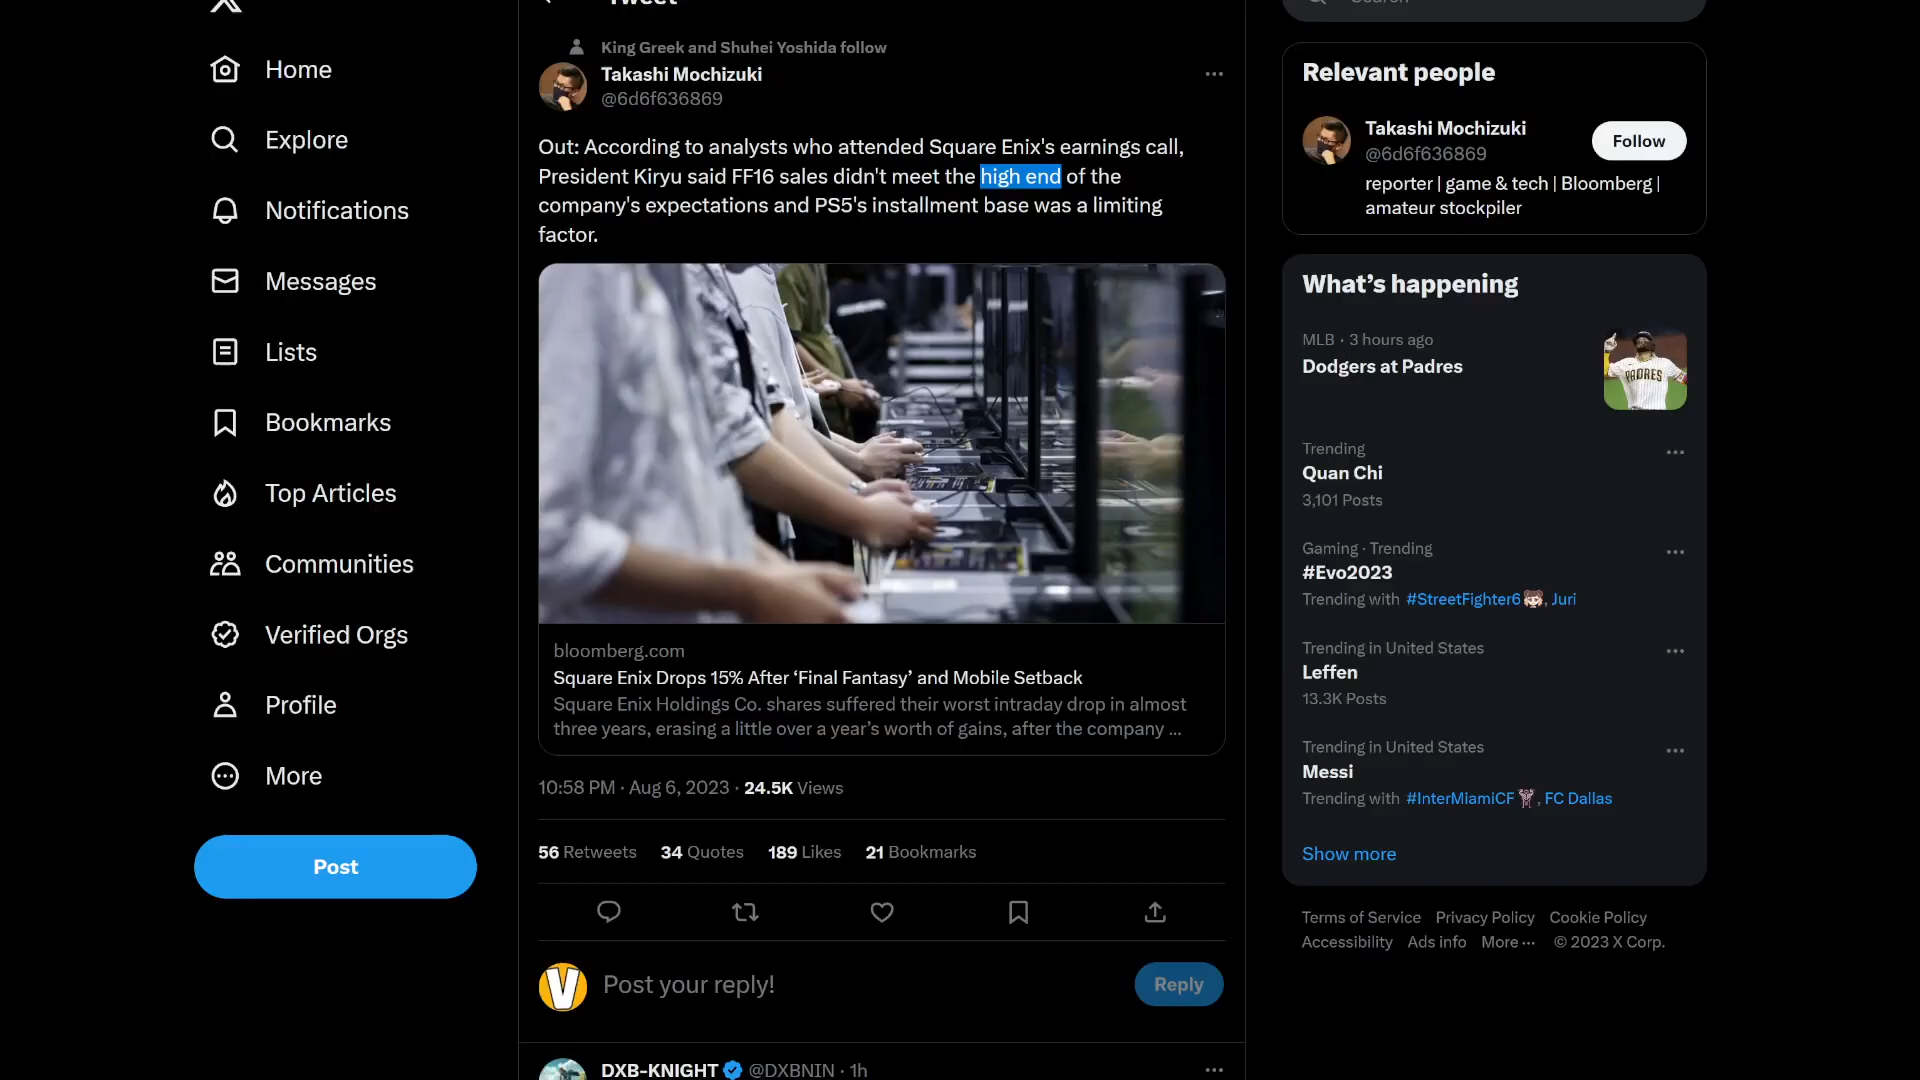 Tweet
Home
Explore
Notifications
Messages
Lists
Bookmarks
Top Articles
Communities
Verified Orgs
Profile
More
Post
King Greek and Shuhei Yoshida follow
Takashi Mochizuki
@6d6f636869
Out: According to analysts who attended Square Enix's earnings call,
President Kiryu said FF16 sales didn't meet the high end of the
company's expectations and PS5's installment base was a limiting
factor.
bloomberg.com
Square Enix Drops 15% After ‘Final Fantasy’ and Mobile Setback
Square Enix Holdings Co. shares suffered their worst intraday drop in almost
three years, erasing a little over a year’s worth of gains, after the company ...
10:58 PM · Aug 6, 2023 · 24.5K Views
56 Retweets 34 Quotes 189 Likes 21 Bookmarks
Post your reply!
Reply
DXB-KNIGHT @DXBNIN · 1h
Search
Relevant people
Takashi Mochizuki
@6d6f636869
Follow
reporter | game & tech | Bloomberg |
amateur stockpiler
What’s happening
MLB · 3 hours ago
Dodgers at Padres
PADRES
Trending
Quan Chi
3,101 Posts
Gaming · Trending
#Evo2023
Trending with #StreetFighter6, Juri
Trending in United States
Leffen
13.3K Posts
Trending in United States
Messi
Trending with #InterMiamiCF, FC Dallas
Show more
Terms of Service Privacy Policy Cookie Policy
Accessibility Ads info More ··· © 2023 X Corp.